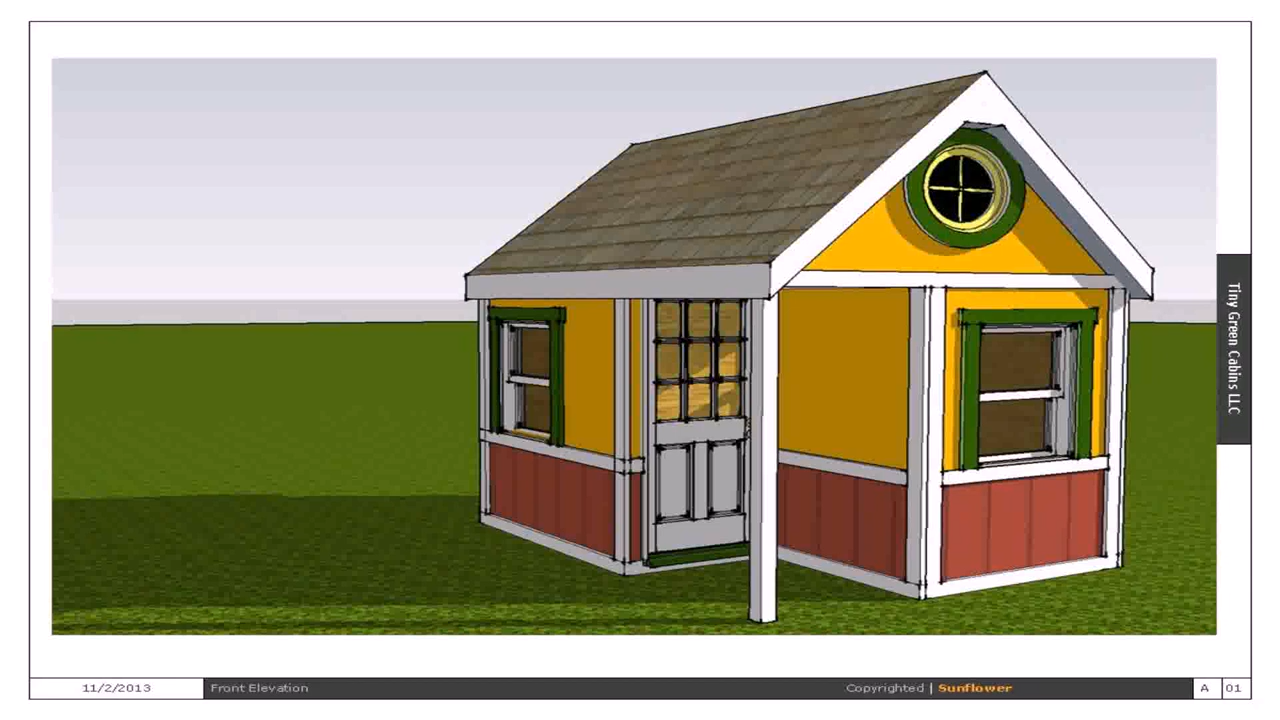 Tiny Green Cabins LLC
11/2/2013
Front Elevation
Copyrighted | Sunflower
A
01